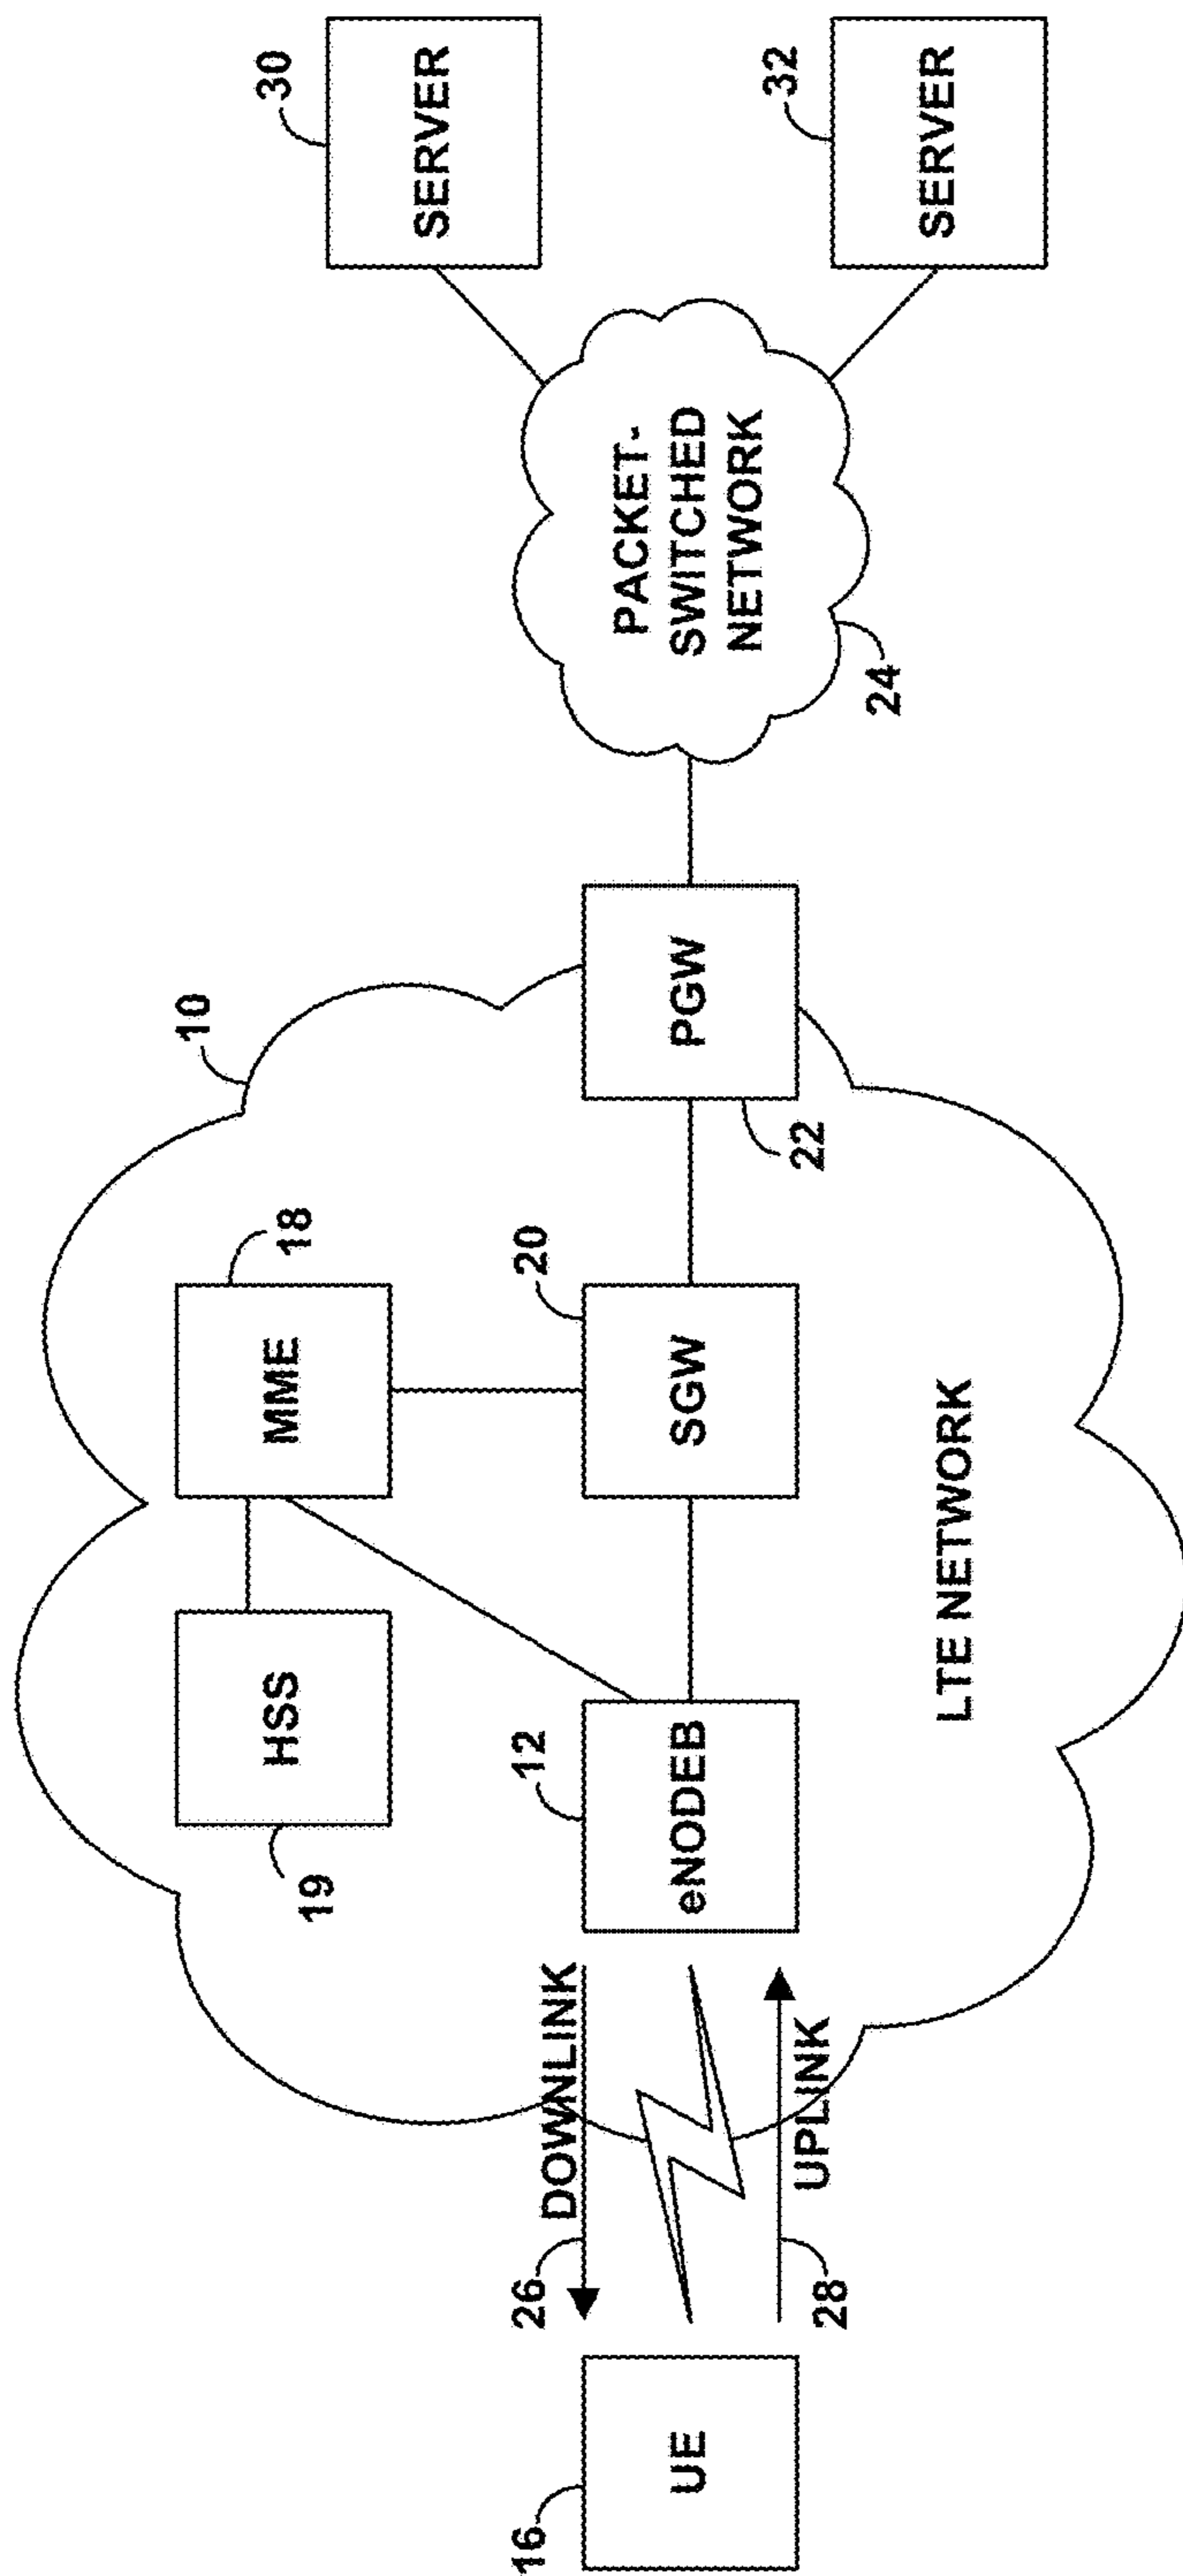 10
30
SERVER
18
MME
HSS
19
26
DOWNLINK
12
eNODEB
20
SGW
PGW
22
PACKET-
SWITCHED
NETWORK
24
16
UE
28
UPLINK
LTE NETWORK
32
SERVER